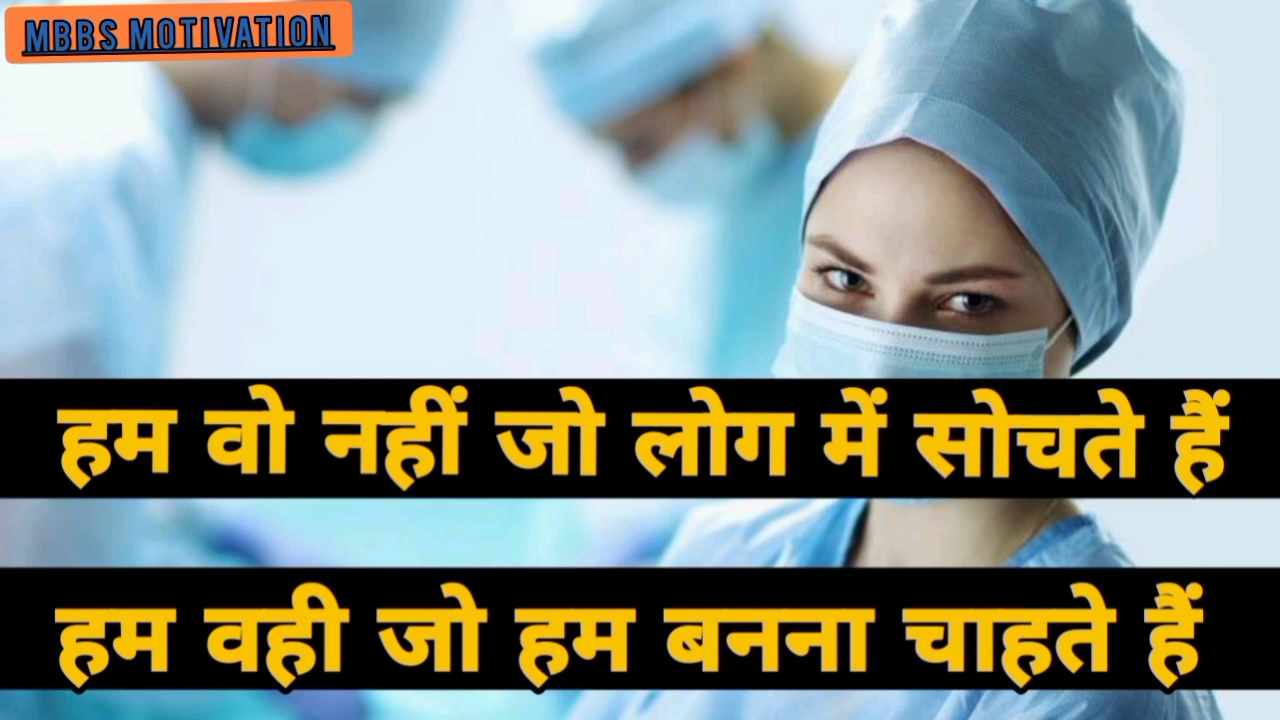 MBBS MOTIVATION
हम वो नहीं जो लोग में सोचते हैं
हम वही जो हम बनना चाहते हैं